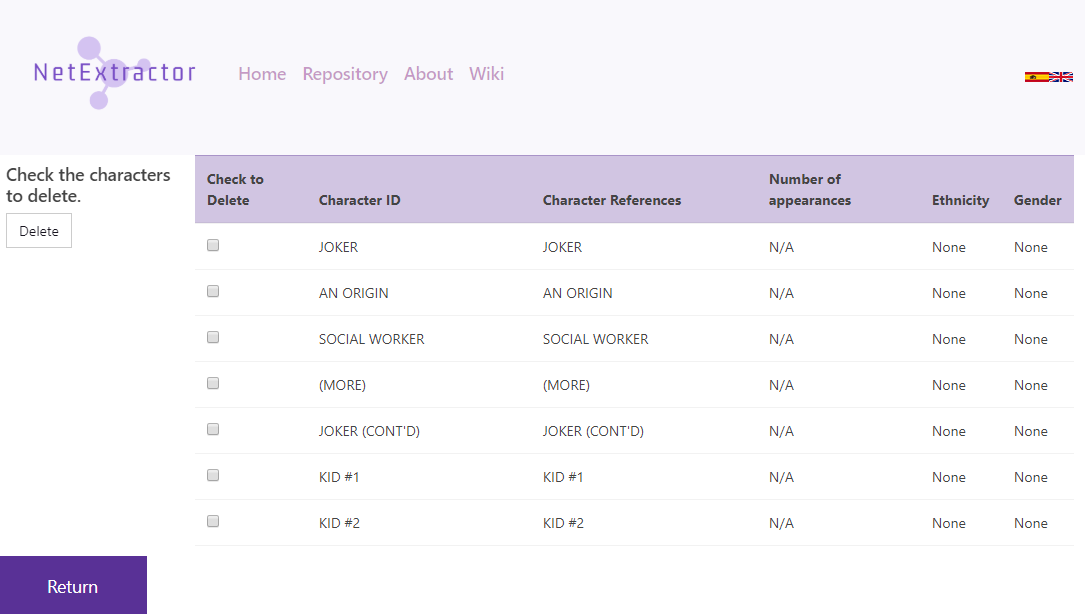 NetExtractor
Home Repository About Wiki
Check the characters
to delete.
Delete
Check to
Delete Character ID Character References Number of
appearances Ethnicity Gender
JOKER JOKER N/A None None
AN ORIGIN AN ORIGIN N/A None None
SOCIAL WORKER SOCIAL WORKER N/A None None
(MORE) (MORE) N/A None None
JOKER (CONT'D) JOKER (CONT'D) N/A None None
KID #1 KID #1 N/A None None
KID #2 KID #2 N/A None None
Return